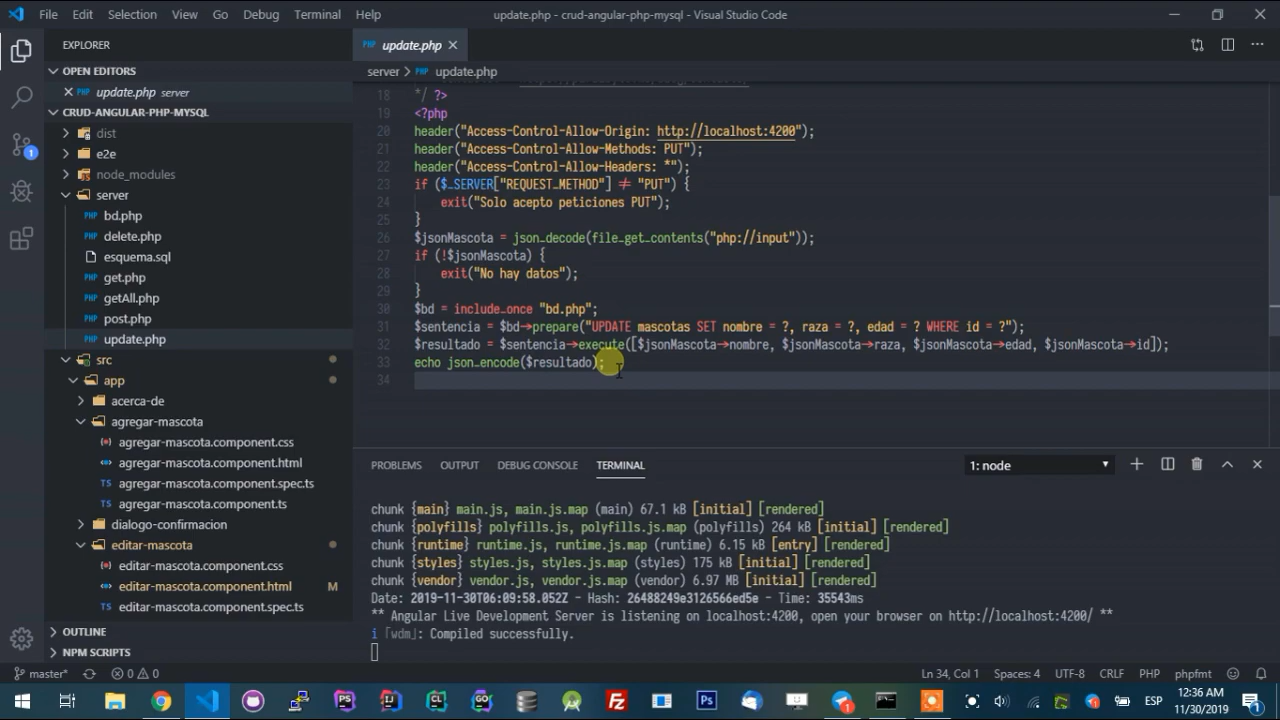 File Edit Selection View Go Debug Terminal Help
update.php - crud-angular-php-mysql - Visual Studio Code
EXPLORER
OPEN EDITORS
update.php server
CRUD-ANGULAR-PHP-MYSQL
dist
e2e
node_modules
server
bd.php
delete.php
esquema.sql
get.php
getAll.php
post.php
update.php
src
app
acerca-de
agregar-mascota
agregar-mascota.component.css
agregar-mascota.component.html
agregar-mascota.component.spec.ts
agregar-mascota.component.ts
dialogo-confirmacion
editar-mascota
editar-mascota.component.css
editar-mascota.component.html M
editar-mascota.component.spec.ts
OUTLINE
NPM SCRIPTS
update.php
server > update.php
18 */ ?>
19 <?php
20 header("Access-Control-Allow-Origin: http://localhost:4200");
21 header("Access-Control-Allow-Methods: PUT");
22 header("Access-Control-Allow-Headers: *");
23 if ($_SERVER["REQUEST_METHOD"] != "PUT") {
24 exit("Solo acepto peticiones PUT");
25 }
26 $jsonMascota = json_decode(file_get_contents("php://input"));
27 if (!$jsonMascota) {
28 exit("No hay datos");
29 }
30 $bd = include_once "bd.php";
31 $sentencia = $bd->prepare("UPDATE mascotas SET nombre = ?, raza = ?, edad = ? WHERE id = ?");
32 $resultado = $sentencia->execute([$jsonMascota->nombre, $jsonMascota->raza, $jsonMascota->edad, $jsonMascota->id]);
33 echo json_encode($resultado);
34
PROBLEMS OUTPUT DEBUG CONSOLE TERMINAL 1: node
chunk {main} main.js, main.js.map (main) 67.1 kB [initial] [rendered]
chunk {polyfills} polyfills.js, polyfills.js.map (polyfills) 264 kB [initial] [rendered]
chunk {runtime} runtime.js, runtime.js.map (runtime) 6.15 kB [entry] [rendered]
chunk {styles} styles.js, styles.js.map (styles) 175 kB [initial] [rendered]
chunk {vendor} vendor.js, vendor.js.map (vendor) 6.97 MB [initial] [rendered]
Date: 2019-11-30T06:09:58.052Z - Hash: 26488249e3126566ed5e - Time: 35543ms
** Angular Live Development Server is listening on localhost:4200, open your browser on http://localhost:4200/ **
i ｢wdm｣: Compiled successfully.
master* 0 0 Ln 34, Col 1 Spaces: 4 UTF-8 CRLF PHP phpfmt
ESP 12:36 AM
11/30/2019